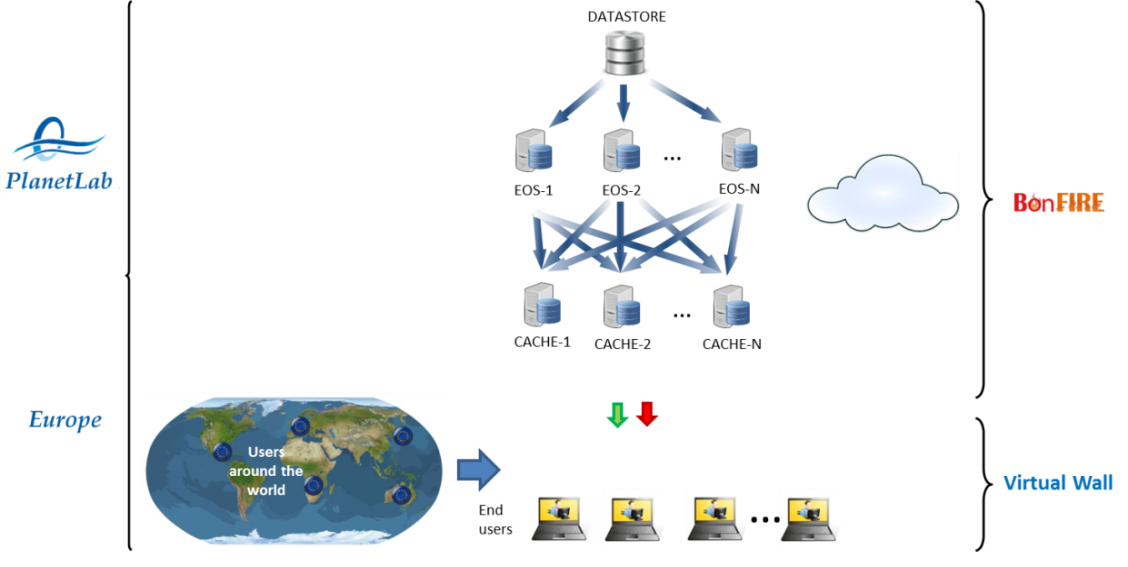 DATASTORE
PlanetLab
EOS-1
EOS-2
...
EOS-N
BonFIRE
CACHE-1
CACHE-2
...
CACHE-N
Europe
Users
around the
world
End
users
...
Virtual Wall